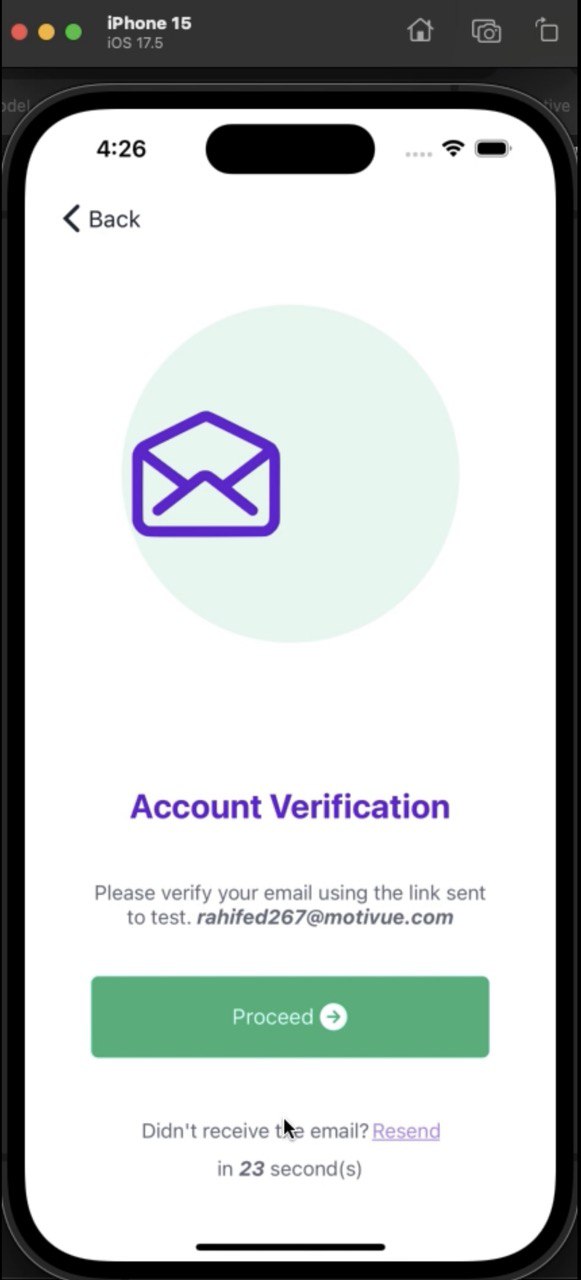 iPhone 15
iOS 17.5
odel
tive
4:26
Back
Account Verification
Please verify your email using the link sent
to test. rahifed267@motivue.com
Proceed
Didn't receive the email? Resend
in 23 second(s)